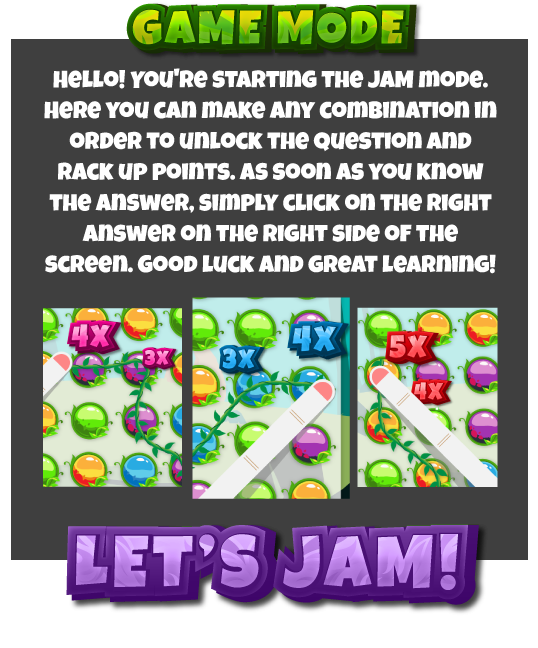 GAME MODE
Hello! You're starting the JAM mode.
Here you can make any combination in
order to unlock the question and
rack up points. As soon as you know
the answer, simply click on the right
answer on the right side of the
screen. Good luck and great learning!
4X
3X
3X
4X
5X
4X
LET'S JAM!